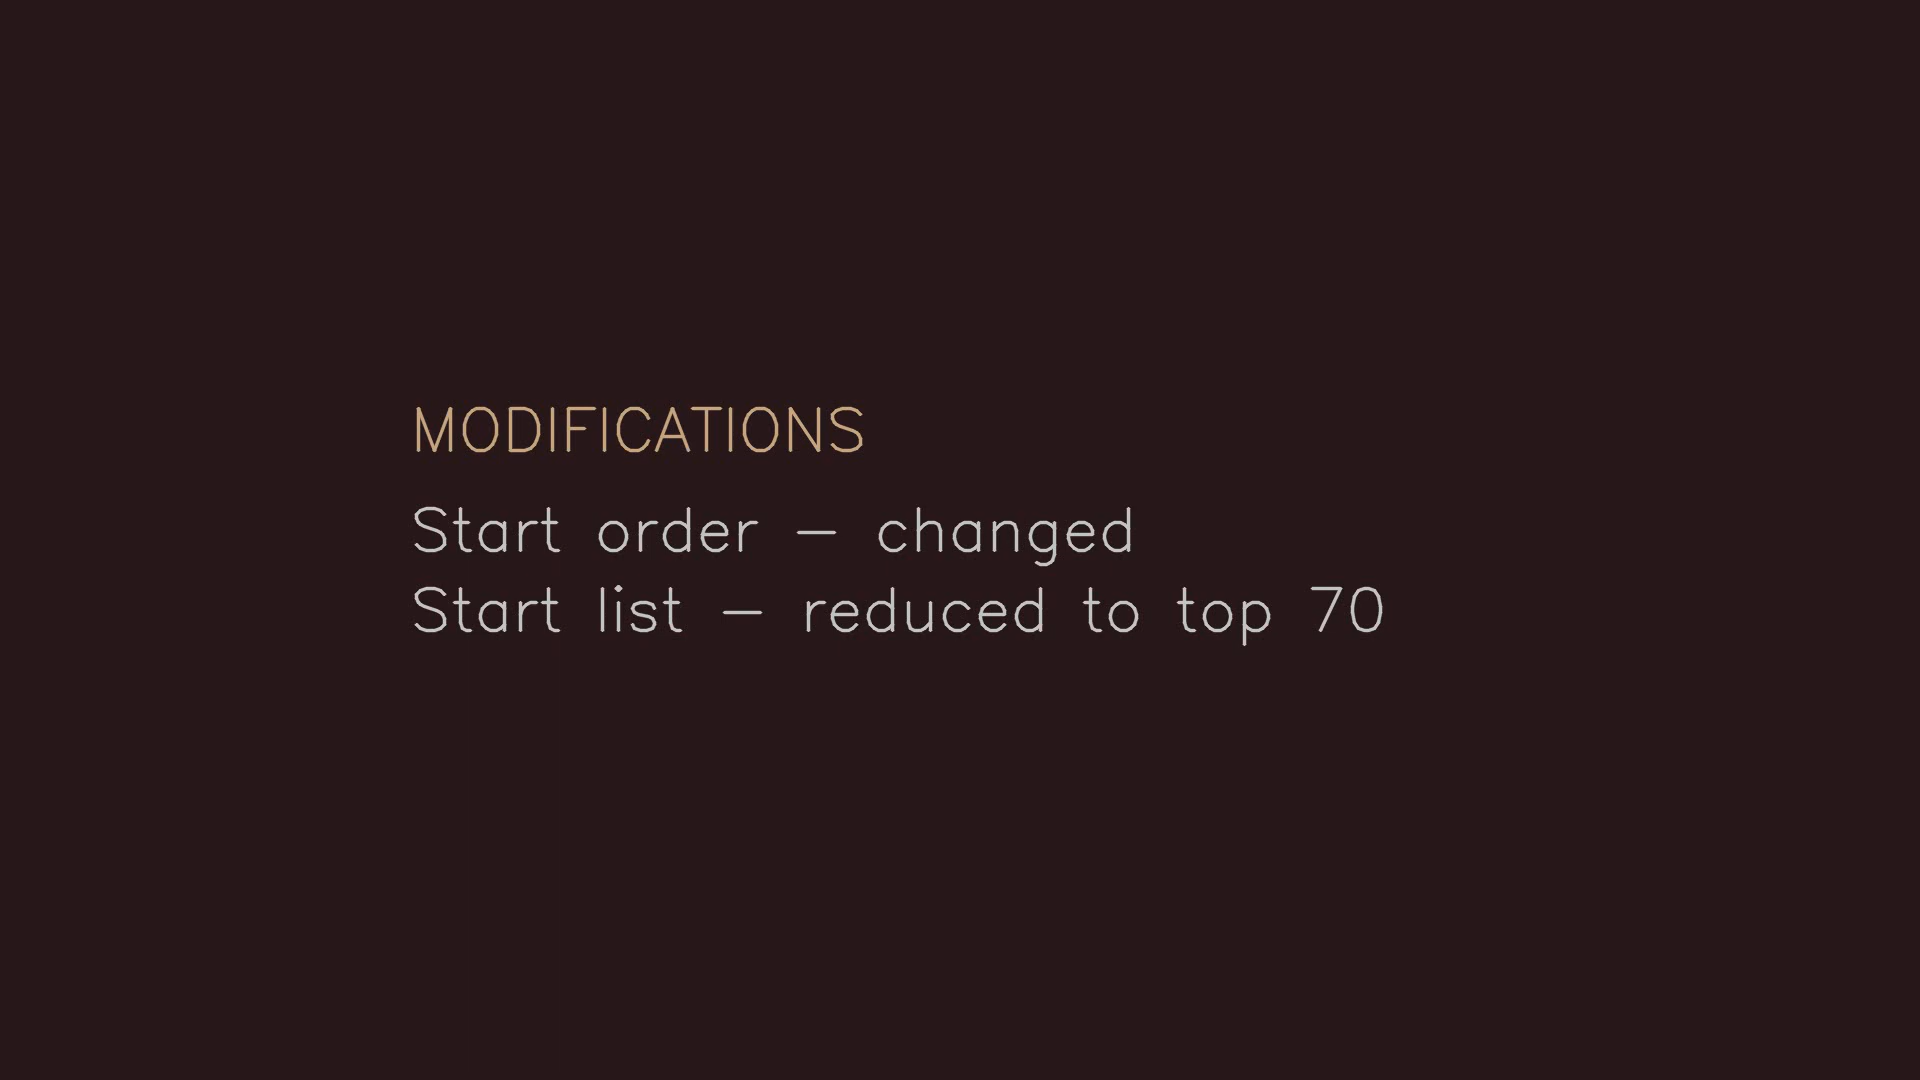 MODIFICATIONS
Start order – changed
Start list – reduced to top 70